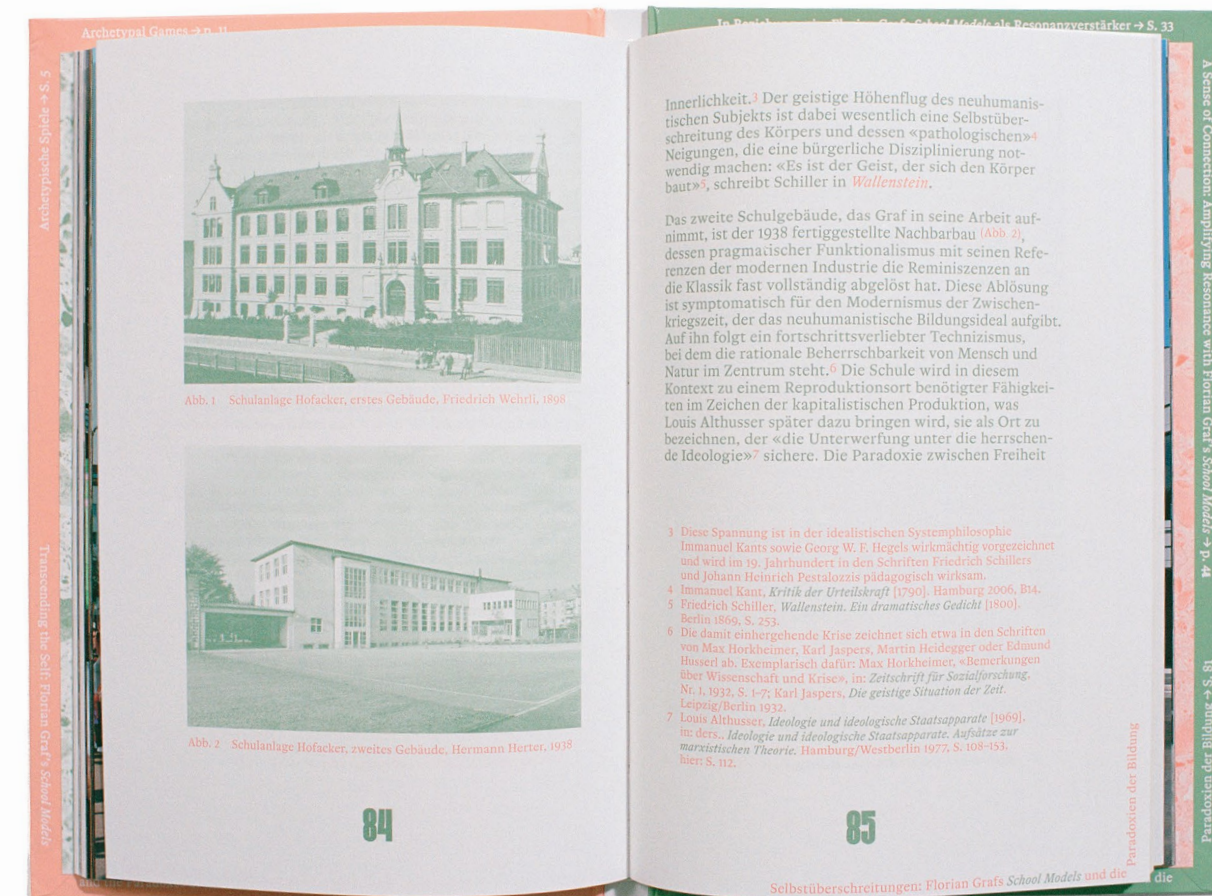 Archetypal Games → p. 11
Archetypische Spiele → S. 5
Transcending the Self: Florian Graf's School Models
Abb. 1 Schulanlage Hofacker, erstes Gebäude, Friedrich Wehrli, 1898
Abb. 2 Schulanlage Hofacker, zweites Gebäude, Hermann Herter, 1938
84
Grafs School Models als Resonanzverstärker → S. 33
Innerlichkeit.3 Der geistige Höhenflug des neuhumanis-
tischen Subjekts ist dabei wesentlich eine Selbstüber-
schreitung des Körpers und dessen «pathologischen»4
Neigungen, die eine bürgerliche Disziplinierung not-
wendig machen: «Es ist der Geist, der sich den Körper
baut»5, schreibt Schiller in Wallenstein.
Das zweite Schulgebäude, das Graf in seine Arbeit auf-
nimmt, ist der 1938 fertiggestellte Nachbarbau (Abb. 2),
dessen pragmatischer Funktionalismus mit seinen Refe-
renzen der modernen Industrie die Reminiszenzen an
die Klassik fast vollständig abgelöst hat. Diese Ablösung
ist symptomatisch für den Modernismus der Zwischen-
kriegszeit, der das neuhumanistische Bildungsideal aufgibt.
Auf ihn folgt ein fortschrittsverliebter Technizismus,
bei dem die rationale Beherrschbarkeit von Mensch und
Natur im Zentrum steht.6 Die Schule wird in diesem
Kontext zu einem Reproduktionsort benötigter Fähigkei-
ten im Zeichen der kapitalistischen Produktion, was
Louis Althusser später dazu bringen wird, sie als Ort zu
bezeichnen, der «die Unterwerfung unter die herrschen-
de Ideologie»7 sichere. Die Paradoxie zwischen Freiheit
3 Diese Spannung ist in der idealistischen Systemphilosophie
Immanuel Kants sowie Georg W. F. Hegels wirkmächtig vorgezeichnet
und wird im 19. Jahrhundert in den Schriften Friedrich Schillers
und Johann Heinrich Pestalozzis pädagogisch wirksam.
4 Immanuel Kant, Kritik der Urteilskraft [1790]. Hamburg 2006, B14.
5 Friedrich Schiller, Wallenstein. Ein dramatisches Gedicht [1800].
Berlin 1869, S. 253.
6 Die damit einhergehende Krise zeichnet sich etwa in den Schriften
von Max Horkheimer, Karl Jaspers, Martin Heidegger oder Edmund
Husserl ab. Exemplarisch dafür: Max Horkheimer, «Bemerkungen
über Wissenschaft und Krise», in: Zeitschrift für Sozialforschung.
Nr. 1, 1932, S. 1–7; Karl Jaspers, Die geistige Situation der Zeit.
Leipzig/Berlin 1932.
7 Louis Althusser, Ideologie und ideologische Staatsapparate [1969],
in: ders., Ideologie und ideologische Staatsapparate. Aufsätze zur
marxistischen Theorie. Hamburg/Westberlin 1977, S. 108–153,
hier: S. 112.
85
Selbstüberschreitungen: Florian Grafs School Models und die
Paradoxien der Bildung
A Sense of Connection: Amplifying Resonance with Florian Graf's School Models → p. 44
Paradoxien der Bildung → S. 81
die